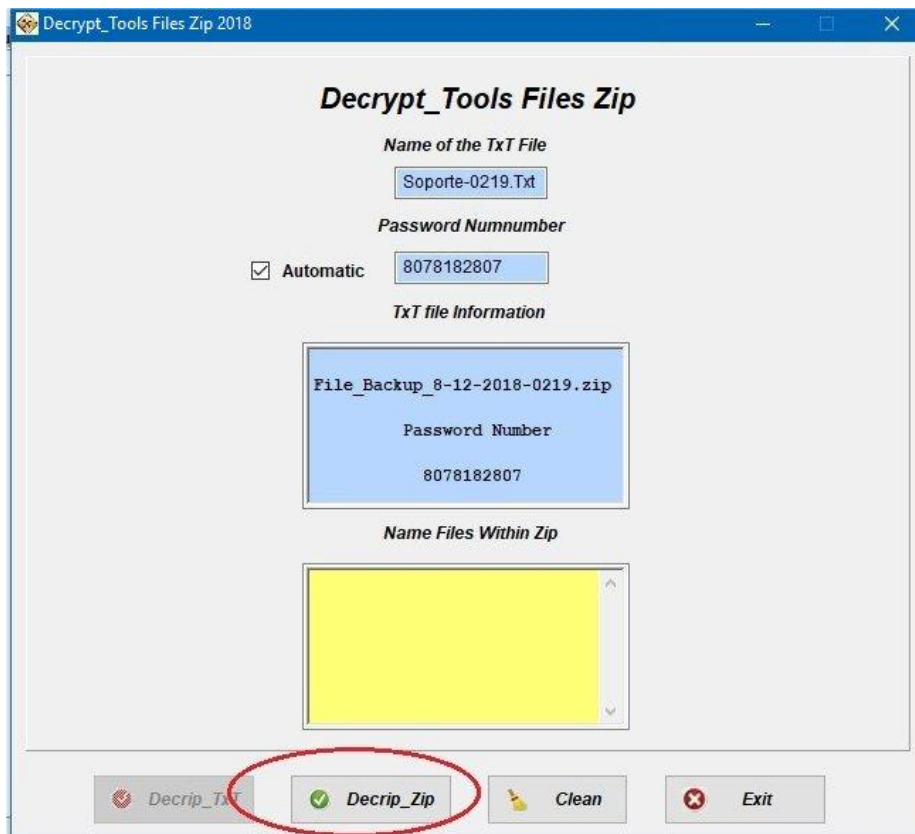 Decrypt_Tools Files Zip 2018
Decrypt_Tools Files Zip
Name of the TxT File
Soporte-0219.Txt
Password Numnumber
Automatic
8078182807
TxT file Information
File_Backup_8-12-2018-0219.zip
Password Number
8078182807
Name Files Within Zip
Decrip_TxT
Decrip_Zip
Clean
Exit